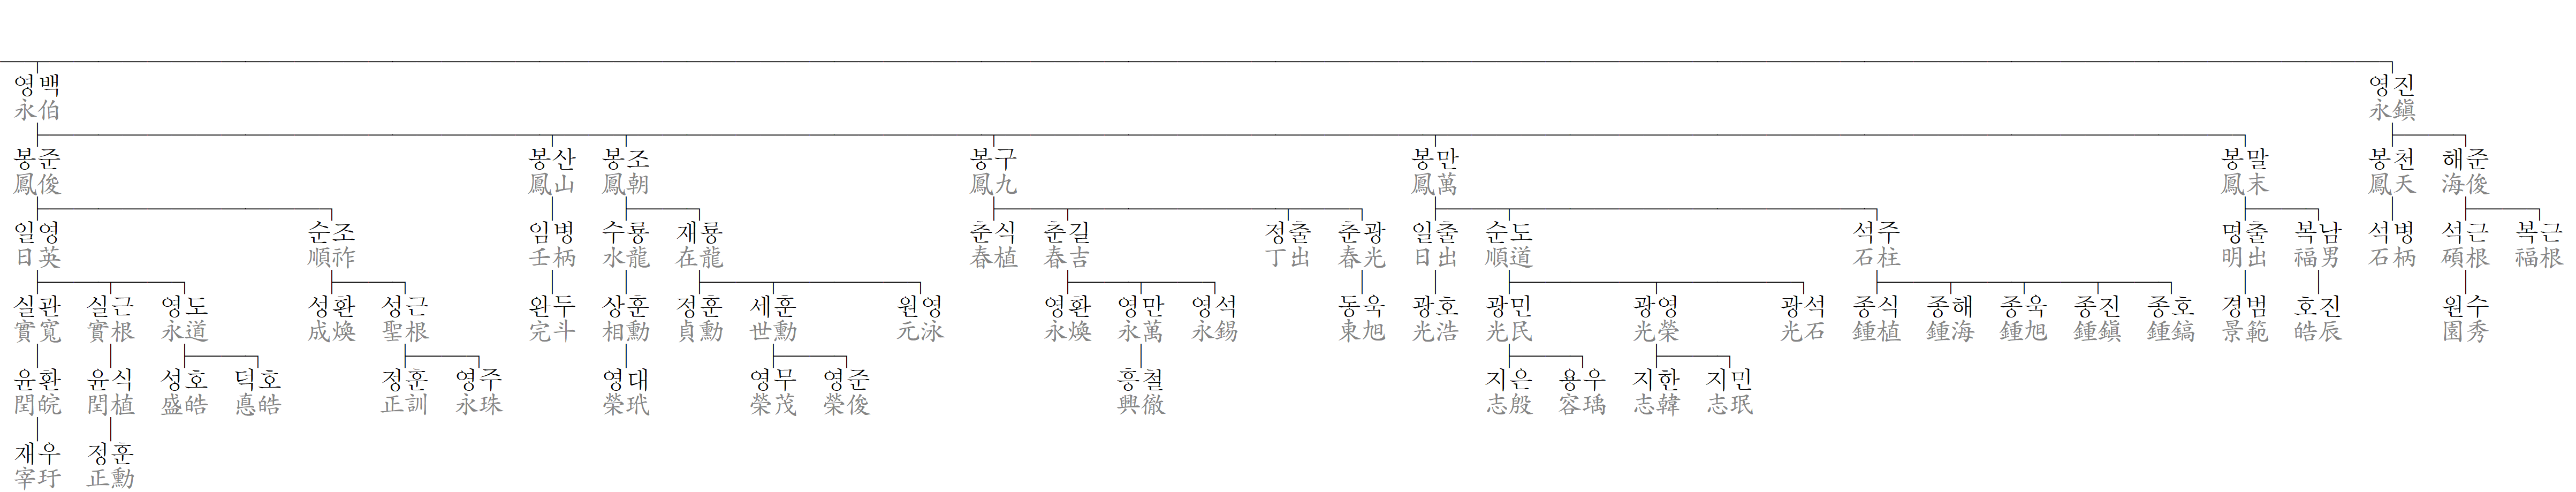 영백 영진
永伯 永鎭
봉준 봉산 봉조 봉구 봉만 봉말 봉천 해준
鳳俊 鳳山 鳳朝 鳳九 鳳萬 鳳末 鳳天 海俊
일영 순조 임병 수룡 재룡 춘식 춘길 정출 춘광 일출 순도 석주 명출 복남 석병 석근 복근
日英 順祚 壬柄 水龍 在龍 春植 春吉 丁出 春光 日出 順道 石柱 明出 福男 石柄 碩根 福根
실관 실근 영도 성환 성근 완두 상훈 정훈 세훈 원영 영환 영만 영석 동욱 광호 광민 광영 광석 종식 종해 종욱 종진 종호 경범 호진 원수
實寬 實根 永道 成煥 聖根 完斗 相勳 貞勳 世勳 元泳 永煥 永萬 永錫 東旭 光浩 光民 光榮 光石 鍾植 鍾海 鍾旭 鍾鎭 鍾鎬 景範 皓辰 園秀
윤환 윤식 성호 덕호 정훈 영주 영대 영무 영준 흥철 지은 용우 지한 지민
閏皖 閏植 盛皓 悳皓 正訓 永珠 榮玳 榮茂 榮俊 興徹 志殷 容瑀 志韓 志珉
재우 정훈
宰玗 正勳